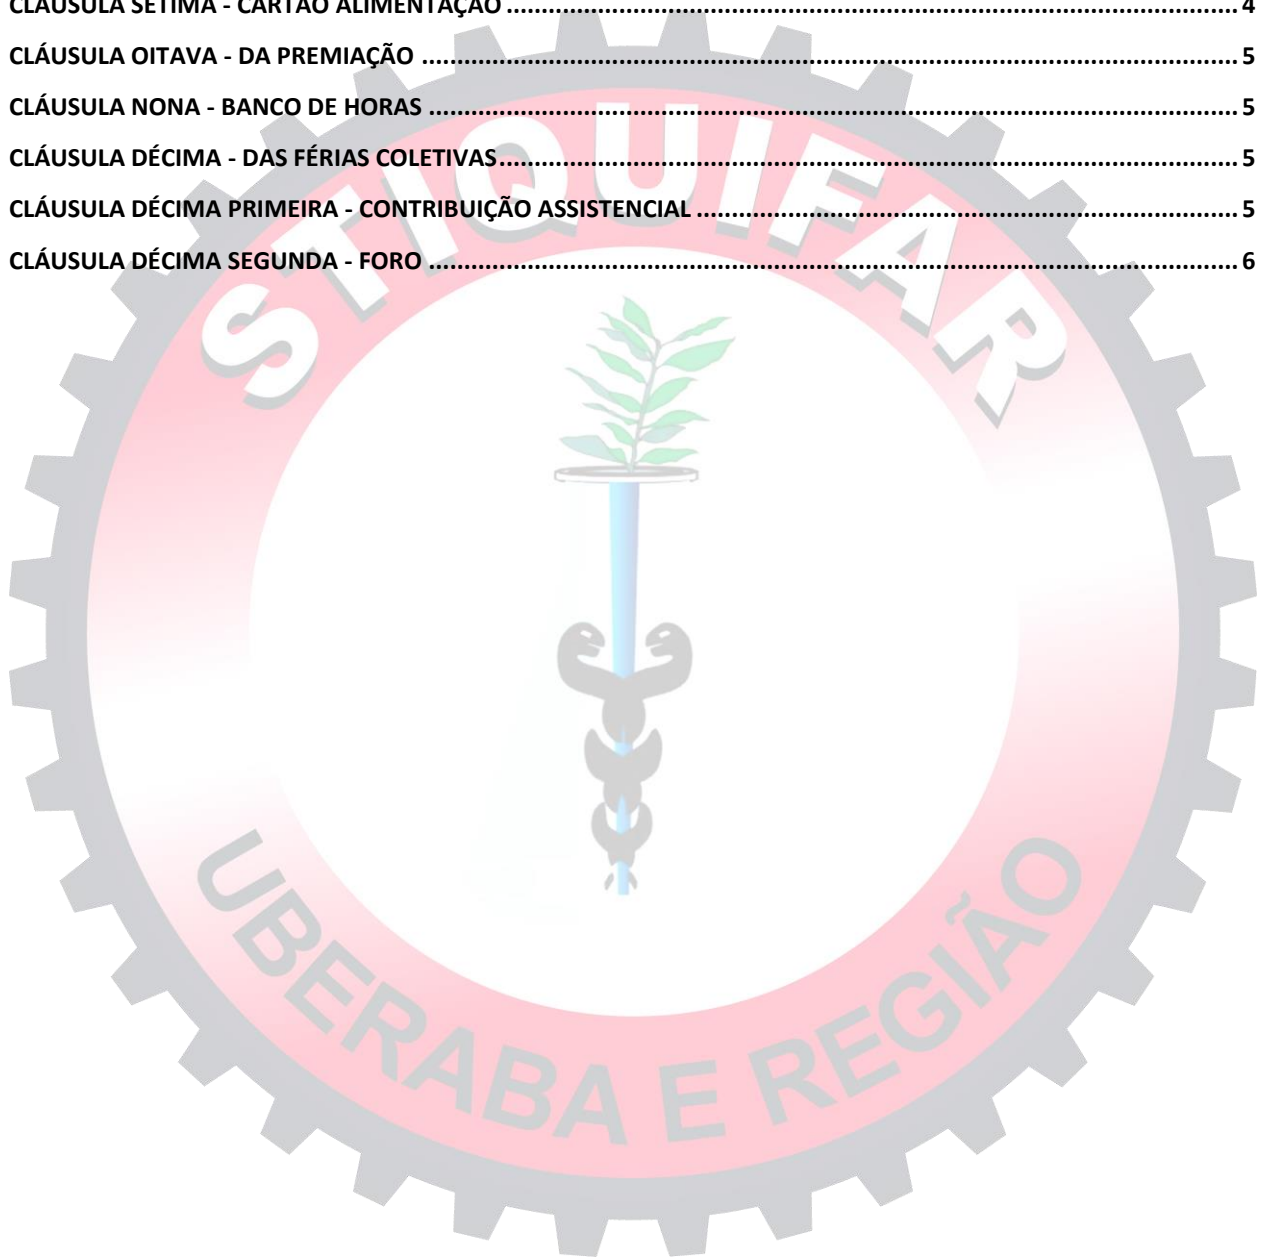 CLÁUSULA SÉTIMA - CARTÃO ALIMENTAÇÃO ........................................................................................................................ 4
CLÁUSULA OITAVA - DA PREMIAÇÃO ........................................................................................................................ 5
CLÁUSULA NONA - BANCO DE HORAS ........................................................................................................................ 5
CLÁUSULA DÉCIMA - DAS FÉRIAS COLETIVAS ........................................................................................................................ 5
CLÁUSULA DÉCIMA PRIMEIRA - CONTRIBUIÇÃO ASSISTENCIAL ........................................................................................ 5
CLÁUSULA DÉCIMA SEGUNDA - FORO ........................................................................................................................ 6
STIQUIFAR
UBERABA E REGIÃO